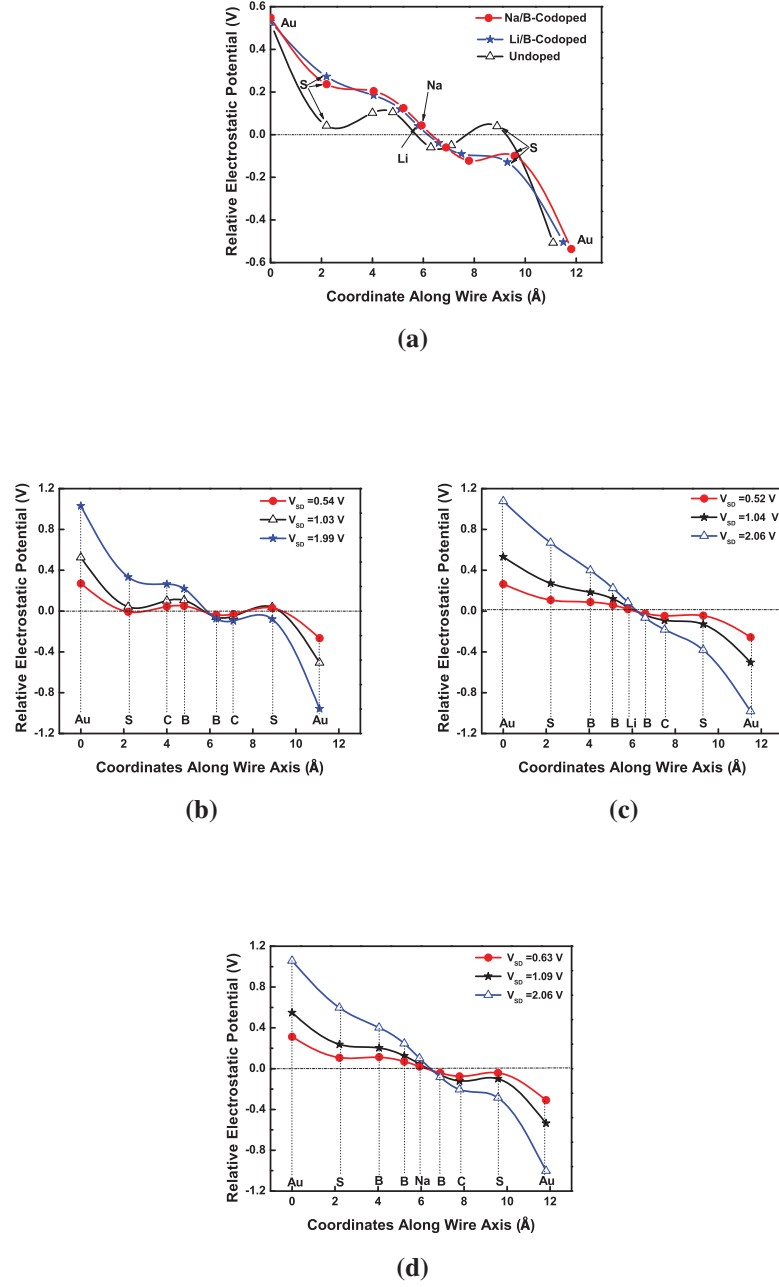 Relative Electrostatic Potential (V)
0.6
0.4
0.2
0.0
-0.2
-0.4
-0.6
Au
Na/B-Codoped
Li/B-Codoped
Undoped
S
Na
Li
S
Au
0 2 4 6 8 10 12
Coordinate Along Wire Axis (Å)
(a)
Relative Electrostatic Potential (V)
1.2
0.8
0.4
0.0
-0.4
-0.8
-1.2
V_SD =0.54 V
V_SD =1.03 V
V_SD =1.99 V
Au S C B B C S Au
0 2 4 6 8 10 12
Coordinates Along Wire Axis (Å)
(b)
Relative Electrostatic Potential (V)
1.2
0.8
0.4
0.0
-0.4
-0.8
-1.2
V_SD =0.52 V
V_SD =1.04 V
V_SD =2.06 V
Au S B B Li B C S Au
0 2 4 6 8 10 12
Coordinates Along Wire Axis (Å)
(c)
Relative Electrostatic Potential (V)
1.2
0.8
0.4
0.0
-0.4
-0.8
-1.2
V_SD =0.63 V
V_SD =1.09 V
V_SD =2.06 V
Au S B B Na B C S Au
0 2 4 6 8 10 12
Coordinates Along Wire Axis (Å)
(d)